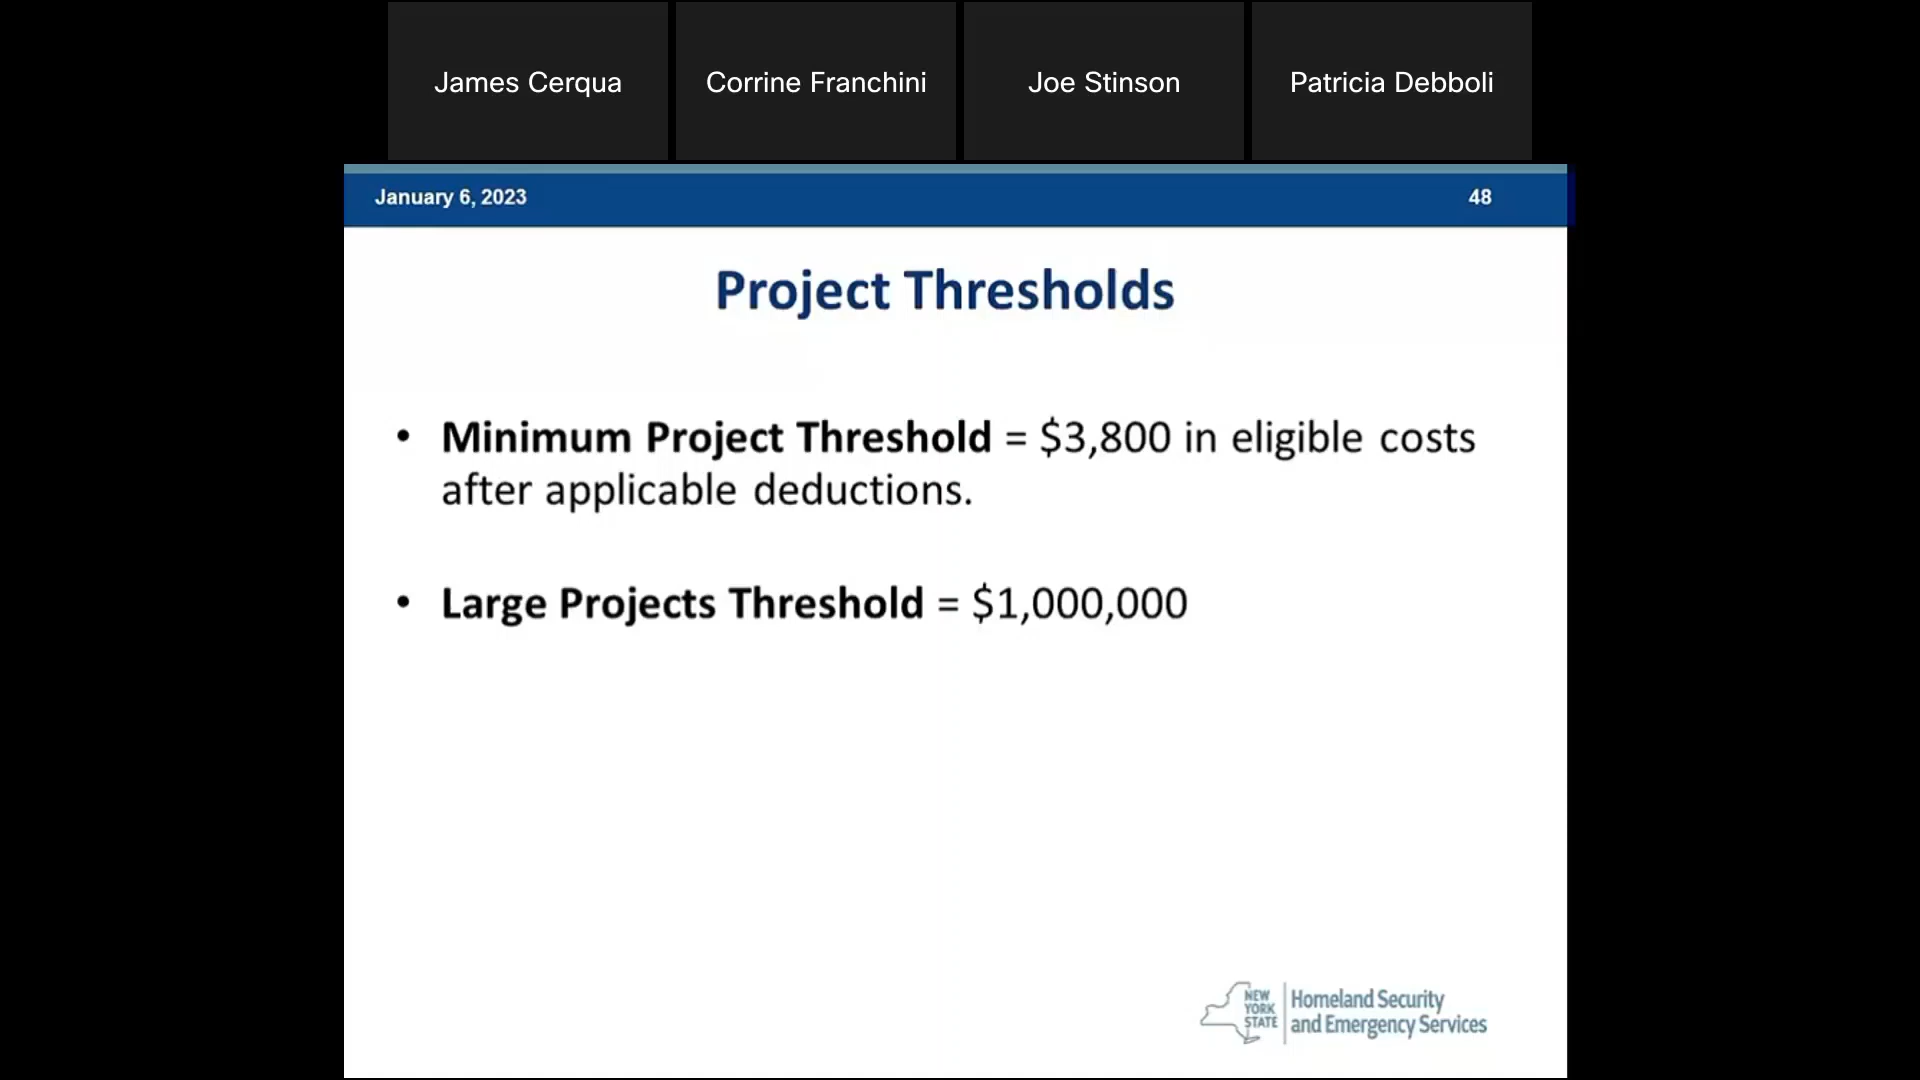 James Cerqua
Corrine Franchini
Joe Stinson
Patricia Debboli
January 6, 2023
48
Project Thresholds
• Minimum Project Threshold = $3,800 in eligible costs
after applicable deductions.
• Large Projects Threshold = $1,000,000
NEW
YORK
STATE
Homeland Security
and Emergency Services